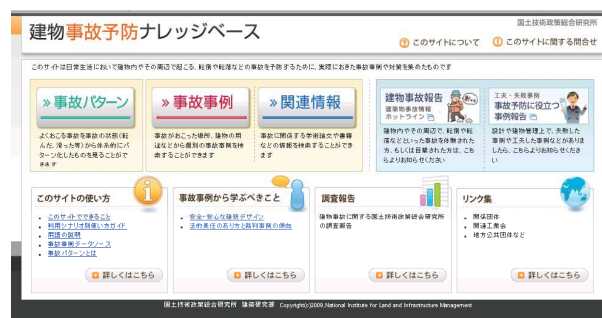 国土技術政策総合研究所
建物事故予防ナレッジベース
このサイトについて
このサイトに関する問合せ
このサイトは日常生活において建物内やその周辺で起こる、転倒や転落などの事故を予防するために、実際におきた事故事例や対策を集めたものです
»事故パターン
よくおこる事故を事故の状態(転
んだ、滑った等)から体系的にパ
ターン化したものを見ることがで
きます
»事故事例
事故がおこった場所、建物の用
途などから個別の事故事例を検
索することができます
»関連情報
事故に関係する学術論文や書籍
などの情報を検索することができ
ます
建物事故報告
建築物事故情報
ホットライン
建物内やその周辺で、転倒や転
落などといった事故を体験された
方、もしくは目撃された方は、こち
らよりお知らせください
工夫・失敗事例
事故予防に役立つ
事例報告
設計や建物管理上で、失敗した
事例や工夫した事例などがありま
したら、こちらよりお知らせくださ
い
このサイトの使い方
このサイトでできること
利用シナリオ別使い方ガイド
用語の説明
事故事例データソース
事故パターンとは
詳しくはこちら
事故事例から学ぶべきこと
安全・安心な建築デザイン
法的責任のあり方と裁判事例の傾向
詳しくはこちら
調査報告
建物事故に関する国土技術政策総合研究所
の調査報告
詳しくはこちら
リンク集
関係団体
関連工業会
地方公共団体など
詳しくはこちら
国土技術政策総合研究所 建築研究部 Copyright(c)2009,National Institute for Land and Infrastructure Management